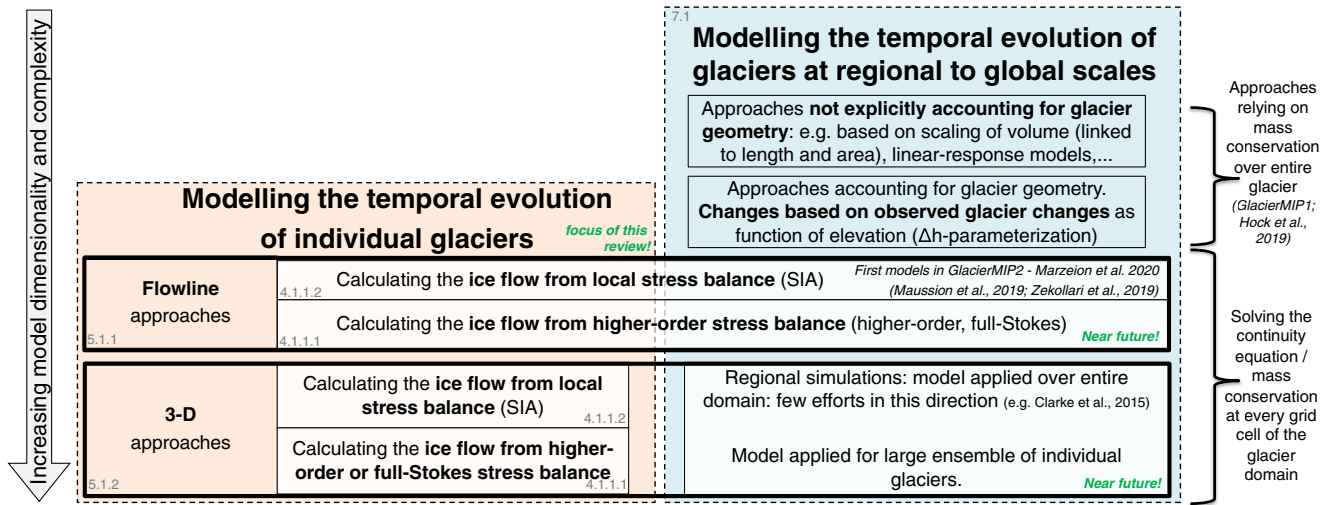 Increasing model dimensionality and complexity
7.1
Modelling the temporal evolution of
glaciers at regional to global scales
Approaches not explicitly accounting for glacier
geometry: e.g. based on scaling of volume (linked
to length and area), linear-response models,...
Approaches accounting for glacier geometry.
Changes based on observed glacier changes as
function of elevation (Δh-parameterization)
Approaches
relying on
mass
conservation
over entire
glacier
(GlacierMIP1;
Hock et al.,
2019)
Modelling the temporal evolution
of individual glaciers
focus of this
review!
Flowline
approaches
5.1.1
Calculating the ice flow from local stress balance (SIA)
4.1.1.2
First models in GlacierMIP2 - Marzeion et al. 2020
(Maussion et al., 2019; Zekollari et al., 2019)
Calculating the ice flow from higher-order stress balance (higher-order, full-Stokes)
4.1.1.1
Near future!
3-D
approaches
5.1.2
Calculating the ice flow from local
stress balance (SIA)
4.1.1.2
Calculating the ice flow from higher-
order or full-Stokes stress balance
4.1.1.1
Regional simulations: model applied over entire
domain: few efforts in this direction (e.g. Clarke et al., 2015)
Model applied for large ensemble of individual
glaciers.
Near future!
Solving the
continuity
equation /
mass
conservation
at every grid
cell of the
glacier
domain